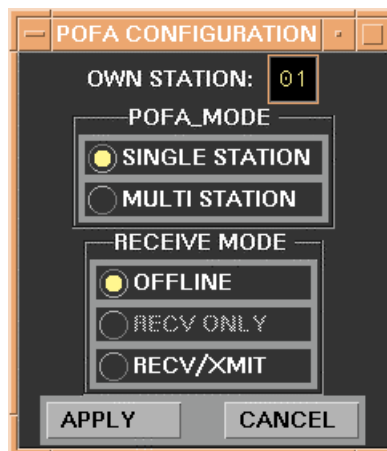 POFA CONFIGURATION
OWN STATION: 01
POFA_MODE
SINGLE STATION
MULTI STATION
RECEIVE MODE
OFFLINE
RECV ONLY
RECV/XMIT
APPLY CANCEL